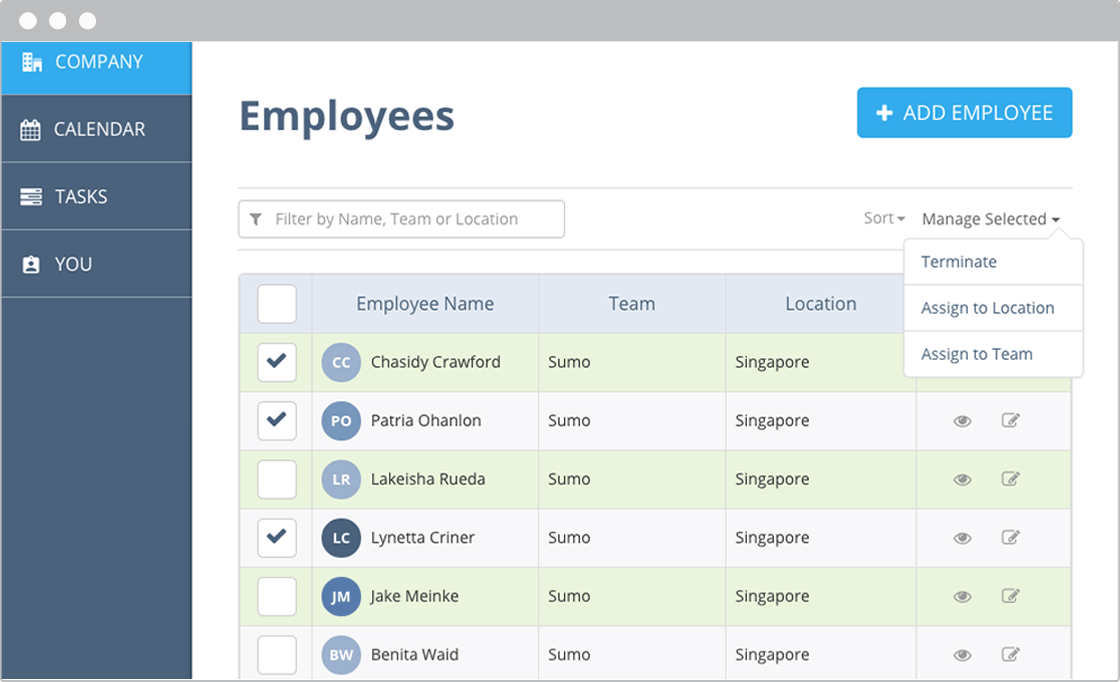 COMPANY
CALENDAR
TASKS
YOU
Employees
ADD EMPLOYEE
Filter by Name, Team or Location
Sort
Manage Selected
Terminate
Assign to Location
Assign to Team
Employee Name Team Location
CC Chasidy Crawford Sumo Singapore
PO Patria Ohanlon Sumo Singapore
LR Lakeisha Rueda Sumo Singapore
LC Lynetta Criner Sumo Singapore
JM Jake Meinke Sumo Singapore
BW Benita Waid Sumo Singapore